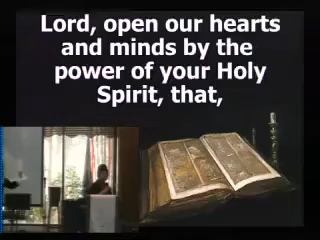 Lord, open our hearts
and minds by the
power of your Holy
Spirit, that,